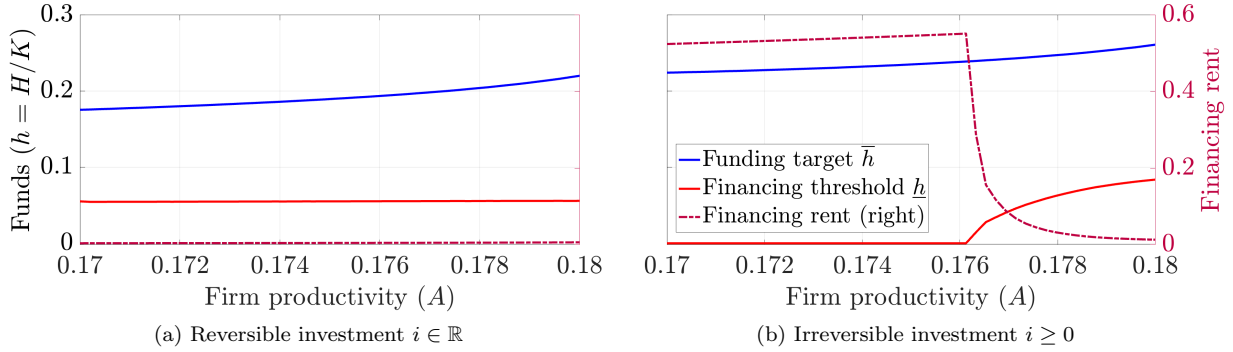 0.3
0.2
0.1
0
Funds (h = H/K)
0.17 0.172 0.174 0.176 0.178 0.18
Firm productivity (A)
(a) Reversible investment i ∈ ℝ
Funding target h̅
Financing threshold h̲
Financing rent (right)
0.6
0.4
0.2
0
Financing rent
0.17 0.172 0.174 0.176 0.178 0.18
Firm productivity (A)
(b) Irreversible investment i ≥ 0